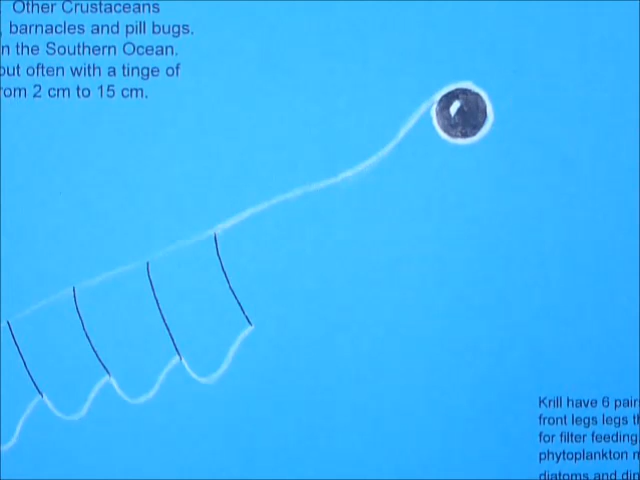 Other Crustaceans
, barnacles and pill bugs.
n the Southern Ocean.
out often with a tinge of
rom 2 cm to 15 cm.
Krill have 6 pair
front legs legs t
for filter feeding
phytoplankton
diatoms and